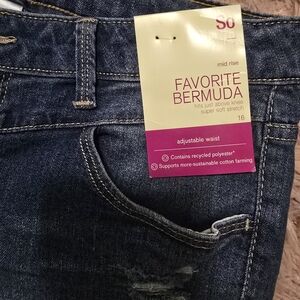 SO
mid rise
FAVORITE
BERMUDA
hits just above knee
super soft stretch
16
adjustable waist
Contains recycled polyester*
Supports more-sustainable cotton farming